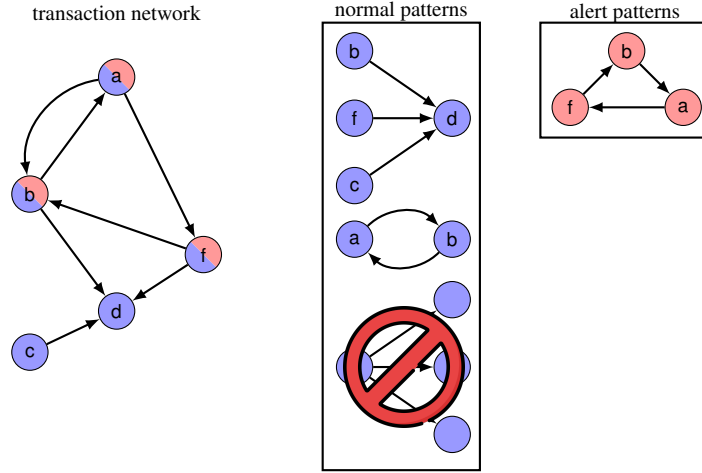 transaction network
a
b
f
d
c
normal patterns
b
f
d
c
a
b
alert patterns
b
f
a